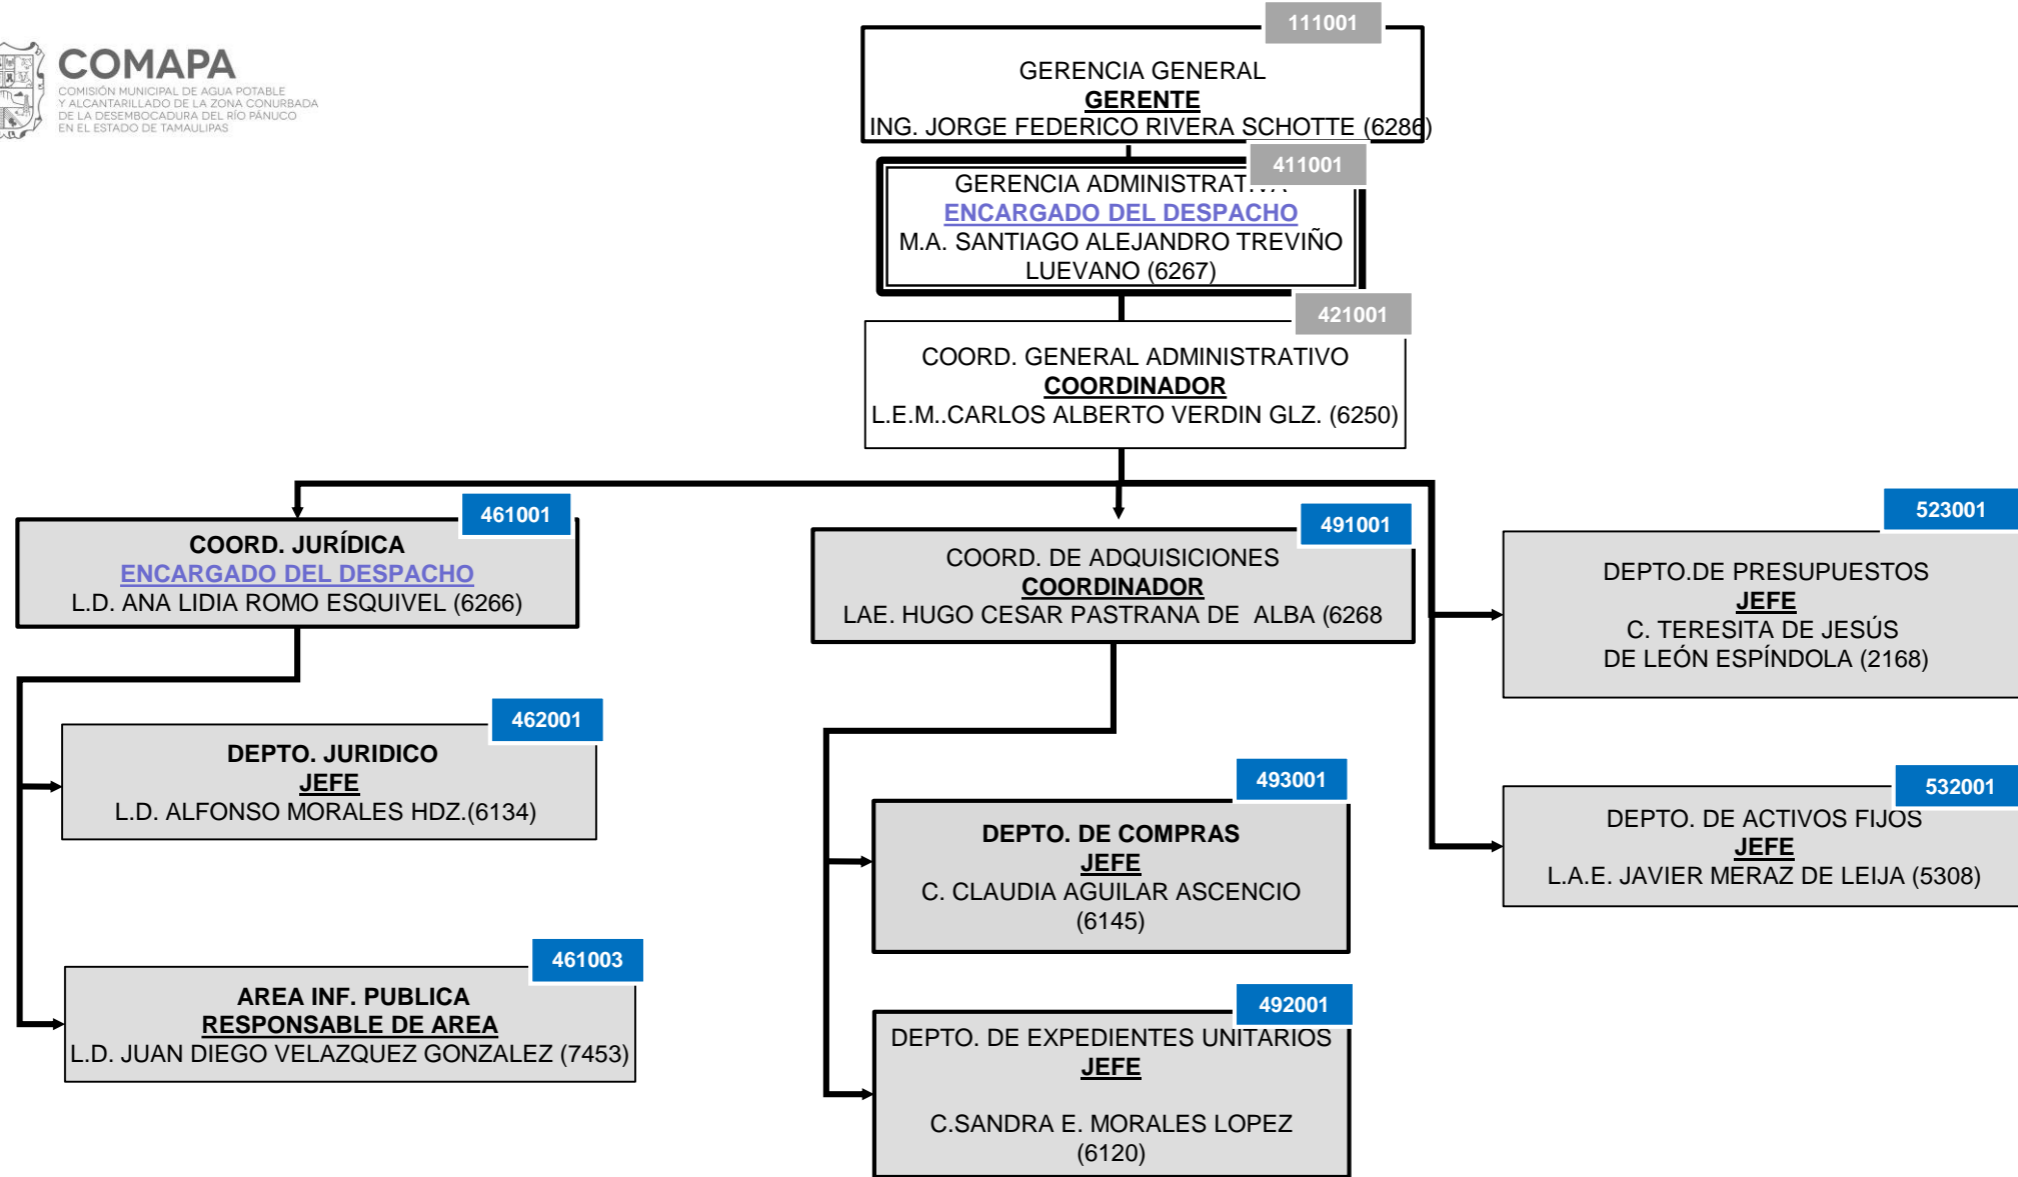 COMAPA
COMISIÓN MUNICIPAL DE AGUA POTABLE
Y ALCANTARILLADO DE LA ZONA CONURBADA
DE LA DESEMBOCADURA DEL RÍO PÁNUCO
EN EL ESTADO DE TAMAULIPAS
111001
GERENCIA GENERAL
GERENTE
ING. JORGE FEDERICO RIVERA SCHOTTE (6286)
411001
GERENCIA ADMINISTRATIVA
ENCARGADO DEL DESPACHO
M.A. SANTIAGO ALEJANDRO TREVIÑO
LUEVANO (6267)
421001
COORD. GENERAL ADMINISTRATIVO
COORDINADOR
L.E.M..CARLOS ALBERTO VERDIN GLZ. (6250)
461001
COORD. JURÍDICA
ENCARGADO DEL DESPACHO
L.D. ANA LIDIA ROMO ESQUIVEL (6266)
462001
DEPTO. JURIDICO
JEFE
L.D. ALFONSO MORALES HDZ.(6134)
461003
AREA INF. PUBLICA
RESPONSABLE DE AREA
L.D. JUAN DIEGO VELAZQUEZ GONZALEZ (7453)
491001
COORD. DE ADQUISICIONES
COORDINADOR
LAE. HUGO CESAR PASTRANA DE ALBA (6268
493001
DEPTO. DE COMPRAS
JEFE
C. CLAUDIA AGUILAR ASCENCIO
(6145)
492001
DEPTO. DE EXPEDIENTES UNITARIOS
JEFE
C.SANDRA E. MORALES LOPEZ
(6120)
523001
DEPTO.DE PRESUPUESTOS
JEFE
C. TERESITA DE JESÚS
DE LEÓN ESPÍNDOLA (2168)
532001
DEPTO. DE ACTIVOS FIJOS
JEFE
L.A.E. JAVIER MERAZ DE LEIJA (5308)